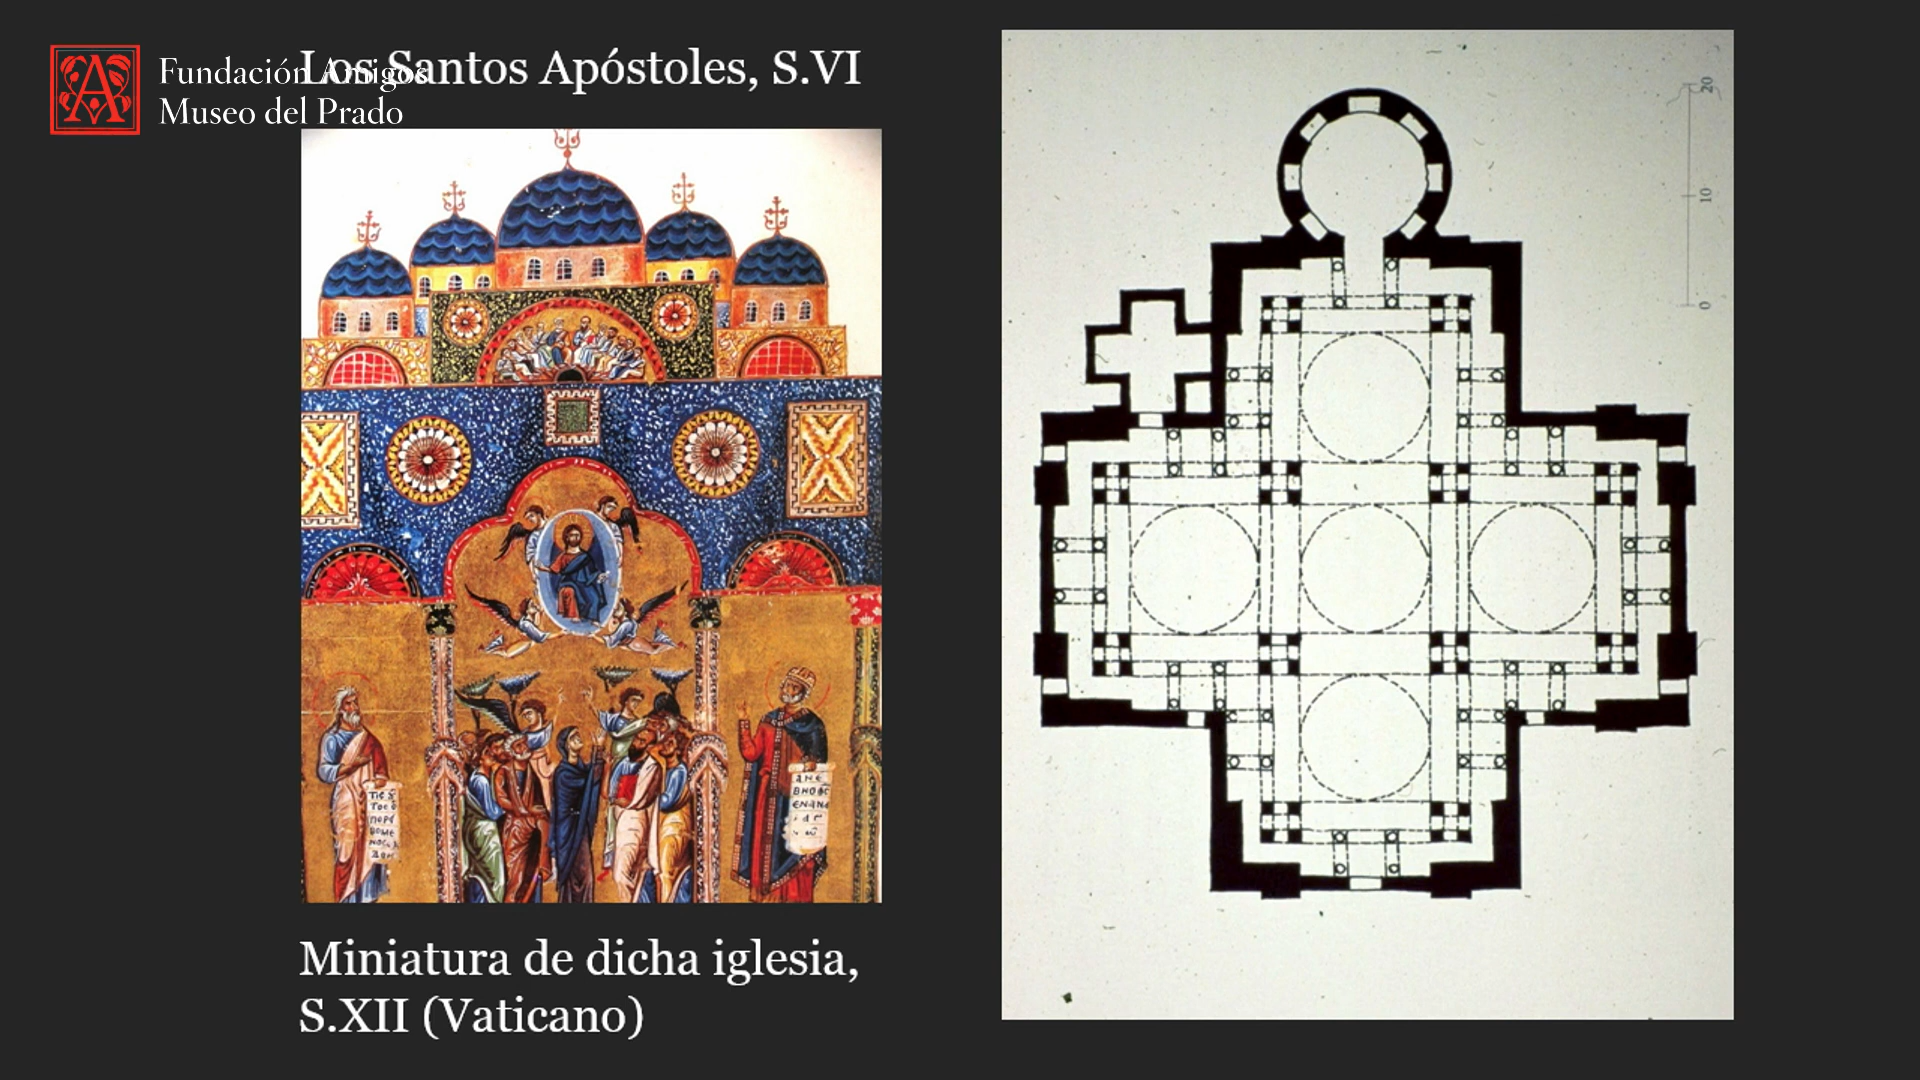 Fundación Amigos
Museo del Prado
Los Santos Apóstoles, S.VI
20
10
0
Miniatura de dicha iglesia,
S.XII (Vaticano)